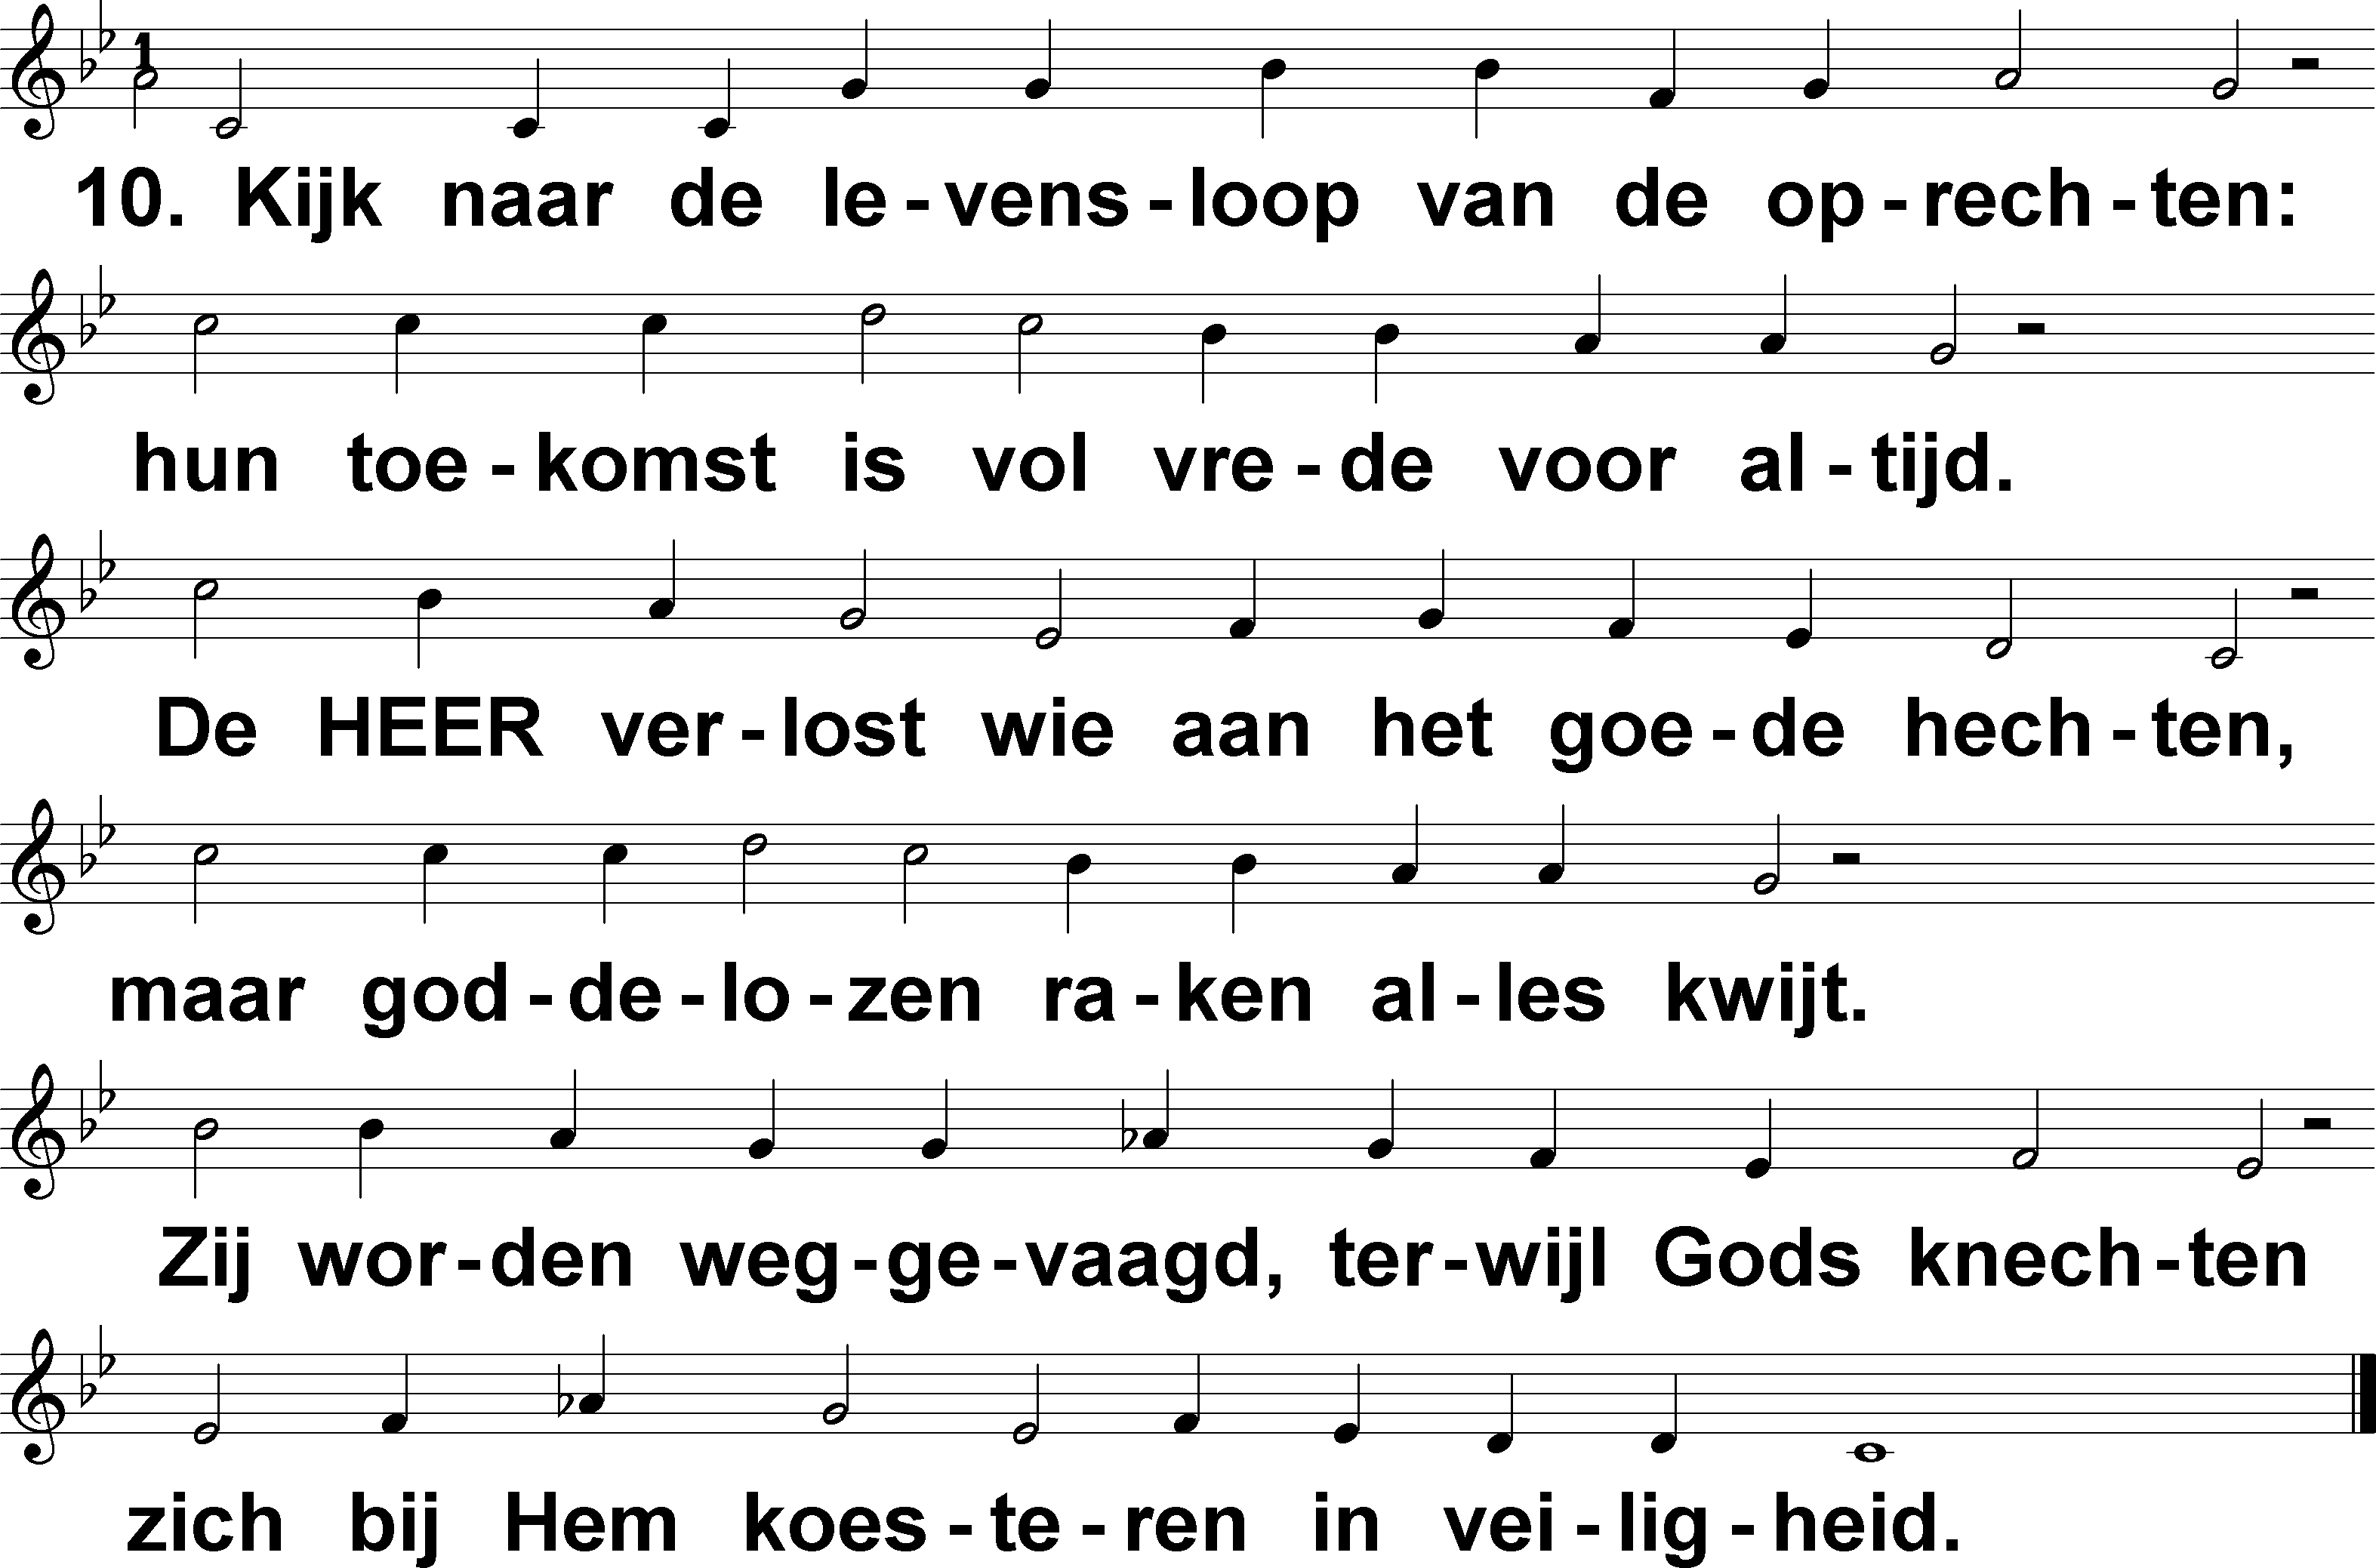 10. Kijk naar de le-vens-loop van de op-rech-ten:
hun toe-komst is vol vre-de voor al-tijd.
De HEER ver-lost wie aan het goe-de hech-ten,
maar god-de-lo-zen ra-ken al-les kwijt.
Zij wor-den weg-ge-vaagd, ter-wijl Gods knech-ten
zich bij Hem koes-te-ren in vei-lig-heid.